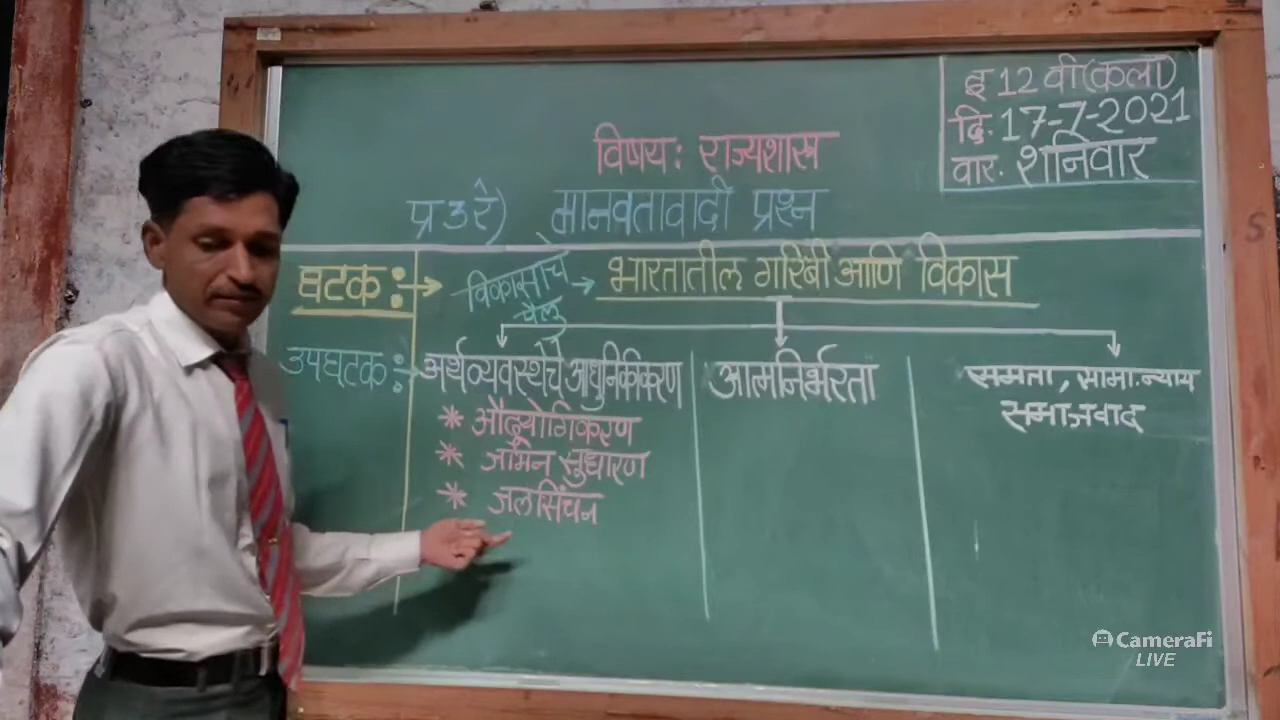 इ 12 वी (कला)
दि. 17-7-2021
वार. शनिवार
विषय: राज्यशास्त्र
प्र 3 रे) मानवतावादी प्रश्न
घटक :→ विकासाचे पैलू → भारतातील गरिबी आणि विकास
उपघटक :→ अर्थव्यवस्थेचे आधुनिकिकरण
* औद्योगिकरण
* जमिन सुधारण
* जलसिंचन
आत्मनिर्भरता
समता, सामा. न्याय
समाजवाद
CameraFi
LIVE